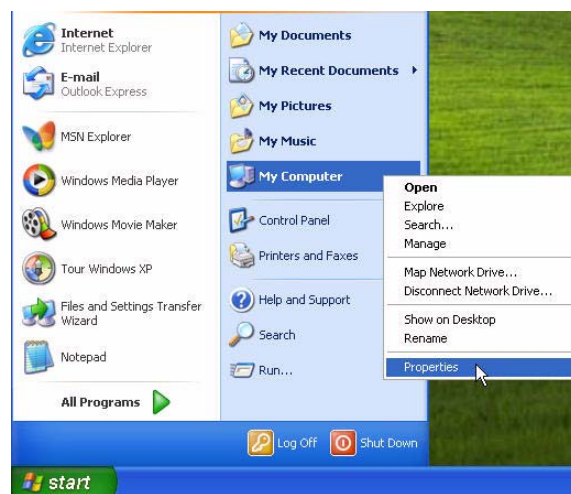 Internet
Internet Explorer
E-mail
Outlook Express
MSN Explorer
Windows Media Player
Windows Movie Maker
Tour Windows XP
Files and Settings Transfer
Wizard
Notepad
All Programs
My Documents
My Recent Documents
My Pictures
My Music
My Computer
Control Panel
Printers and Faxes
Help and Support
Search
Run...
Open
Explore
Search...
Manage
Map Network Drive...
Disconnect Network Drive...
Show on Desktop
Rename
Properties
Log Off
Shut Down
start